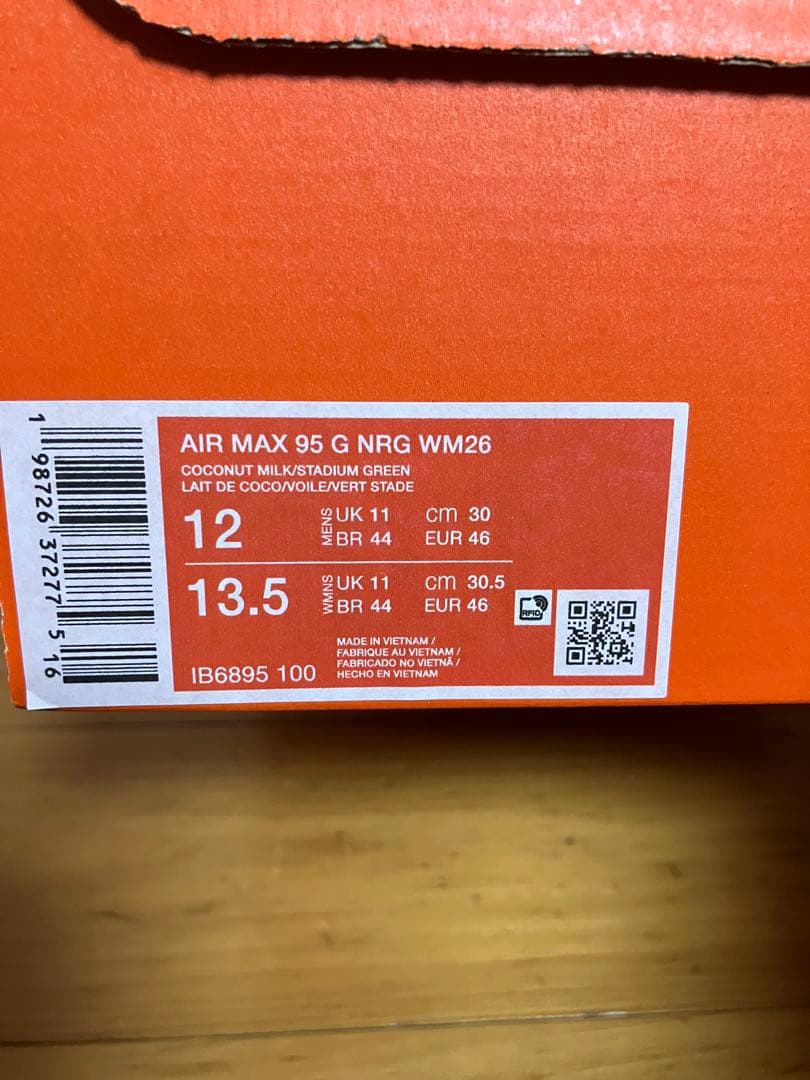 AIR MAX 95 G NRG WM26
COCONUT MILK/STADIUM GREEN
LAIT DE COCO/VOILE/VERT STADE
12 MENS UK 11 cm 30
BR 44 EUR 46
13.5 WMNS UK 11 cm 30.5
BR 44 EUR 46
RFID
MADE IN VIETNAM /
FABRIQUE AU VIETNAM /
FABRICADO NO VIETNÃ /
HECHO EN VIETNAM
IB6895 100
1 98726 37277 5 16